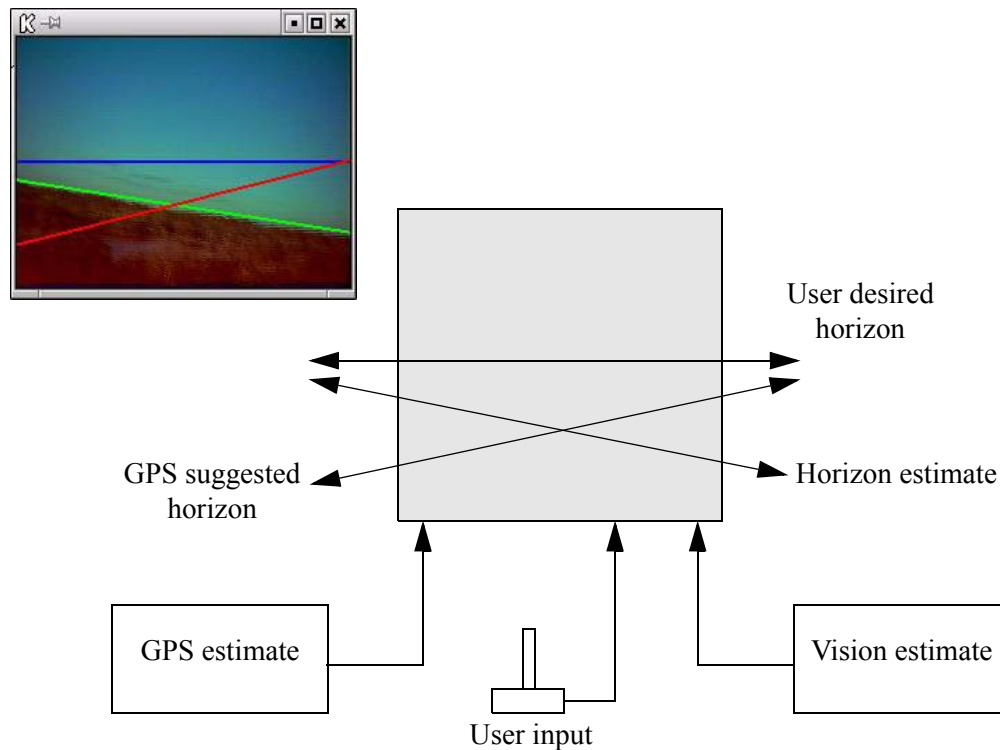 K
User desired
horizon
GPS suggested
horizon
Horizon estimate
GPS estimate
User input
Vision estimate